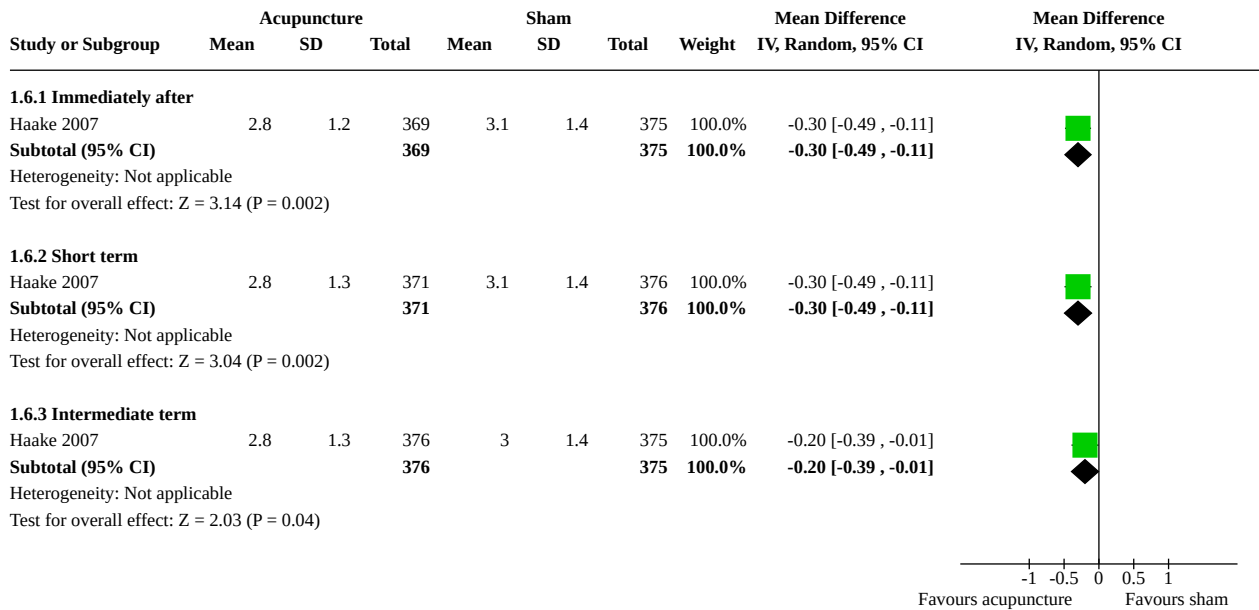 Acupuncture Sham Mean Difference Mean Difference
Study or Subgroup Mean SD Total Mean SD Total Weight IV, Random, 95% CI IV, Random, 95% CI
1.6.1 Immediately after
Haake 2007 2.8 1.2 369 3.1 1.4 375 100.0% -0.30 [-0.49 , -0.11]
Subtotal (95% CI) 369 375 100.0% -0.30 [-0.49 , -0.11]
Heterogeneity: Not applicable
Test for overall effect: Z = 3.14 (P = 0.002)
1.6.2 Short term
Haake 2007 2.8 1.3 371 3.1 1.4 376 100.0% -0.30 [-0.49 , -0.11]
Subtotal (95% CI) 371 376 100.0% -0.30 [-0.49 , -0.11]
Heterogeneity: Not applicable
Test for overall effect: Z = 3.04 (P = 0.002)
1.6.3 Intermediate term
Haake 2007 2.8 1.3 376 3 1.4 375 100.0% -0.20 [-0.39 , -0.01]
Subtotal (95% CI) 376 375 100.0% -0.20 [-0.39 , -0.01]
Heterogeneity: Not applicable
Test for overall effect: Z = 2.03 (P = 0.04)
-1 -0.5 0 0.5 1
Favours acupuncture Favours sham